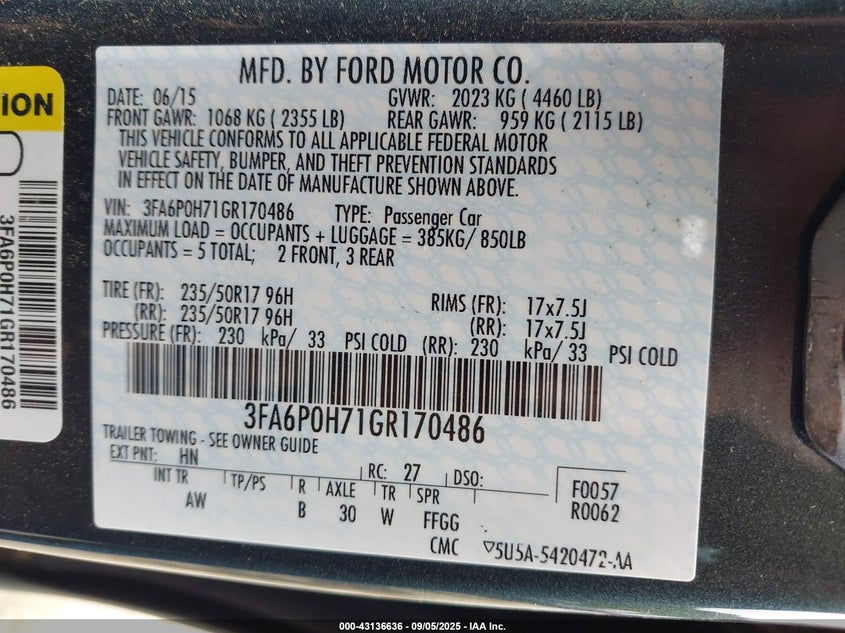 MFD. BY FORD MOTOR CO.
DATE: 06/15 GVWR: 2023 KG ( 4460 LB)
FRONT GAWR: 1068 KG ( 2355 LB) REAR GAWR: 959 KG ( 2115 LB)
THIS VEHICLE CONFORMS TO ALL APPLICABLE FEDERAL MOTOR
VEHICLE SAFETY, BUMPER, AND THEFT PREVENTION STANDARDS
IN EFFECT ON THE DATE OF MANUFACTURE SHOWN ABOVE.
VIN: 3FA6P0H71GR170486 TYPE: Passenger Car
MAXIMUM LOAD = OCCUPANTS + LUGGAGE = 385KG/ 850LB
OCCUPANTS = 5 TOTAL; 2 FRONT, 3 REAR
TIRE (FR): 235/50R17 96H RIMS (FR): 17x7.5J
(RR): 235/50R17 96H (RR): 17x7.5J
PRESSURE (FR): 230 kPa/ 33 PSI COLD (RR): 230 kPa/ 33 PSI COLD
3FA6P0H71GR170486
TRAILER TOWING - SEE OWNER GUIDE
EXT PNT: HN RC: 27 DSO:
INT TR TP/PS R AXLE TR SPR F0057
AW B 30 W FFGG R0062
CMC 5U5A-5420472-AA
3FA6P0H71GR170486
000-43136636 - 09/05/2025 - IAA Inc.